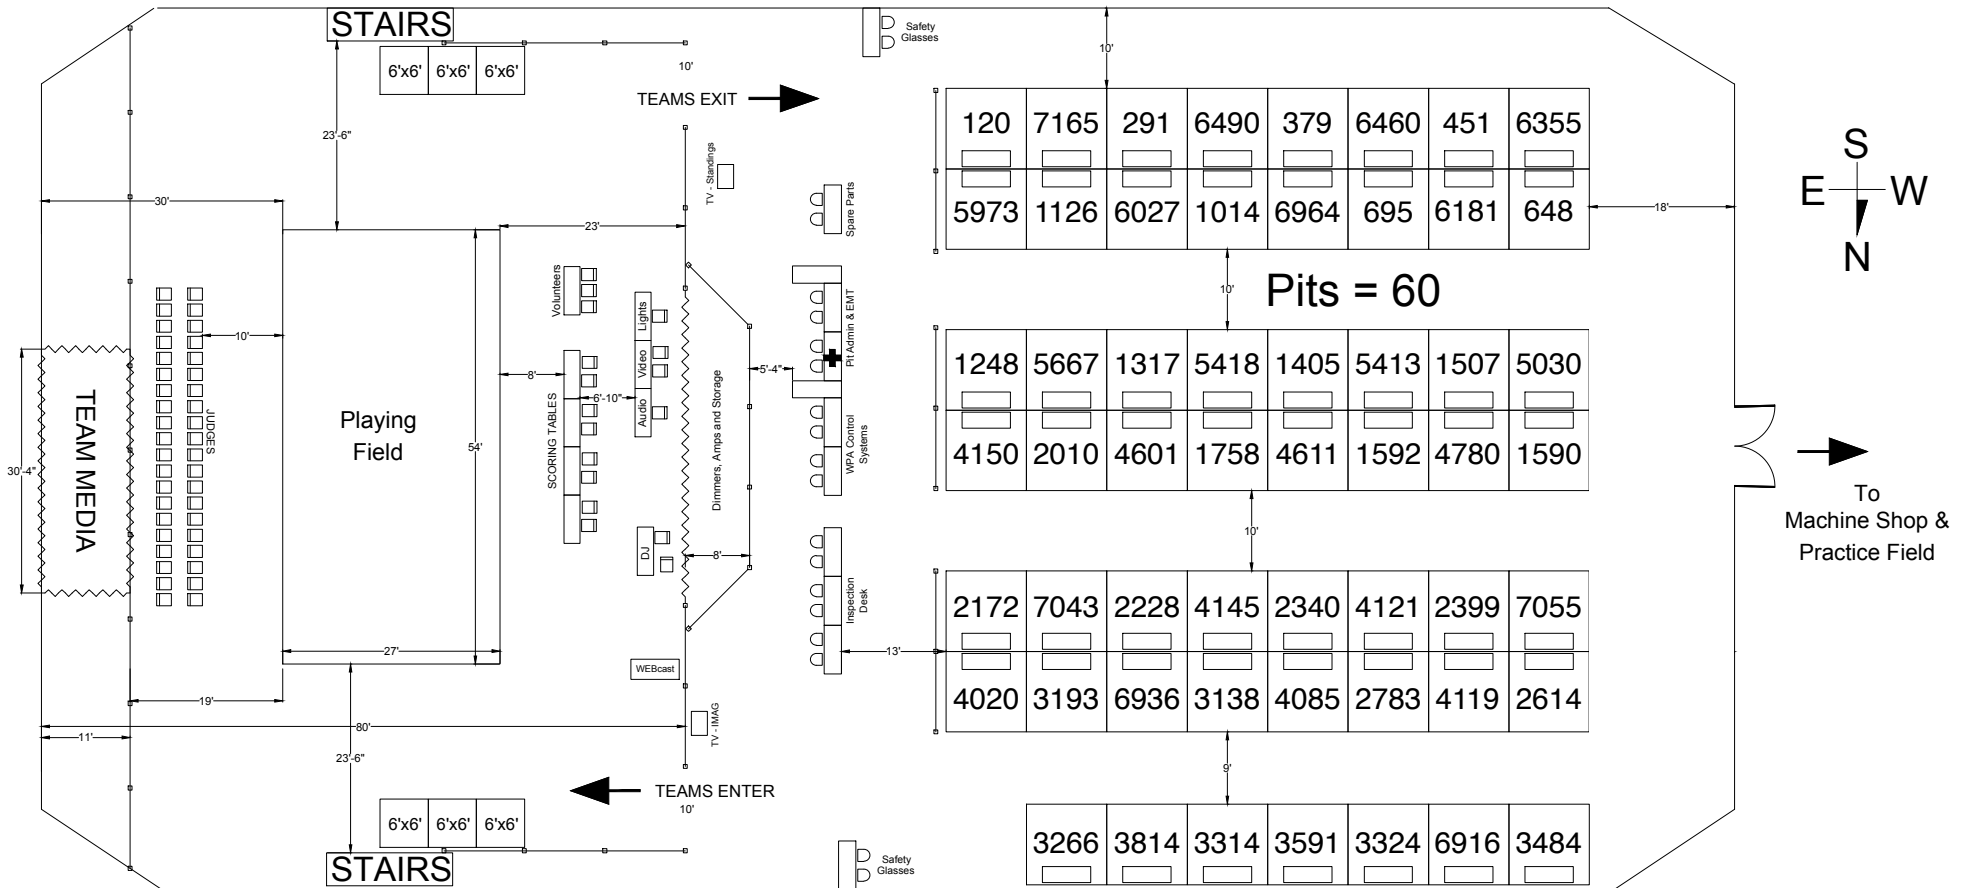 STAIRS
6'x6' 6'x6' 6'x6'
10'
TEAMS EXIT
23'-6"
TV - Standings
Safety
Glasses
10'
120 7165 291 6490 379 6460 451 6355
5973 1126 6027 1014 6964 695 6181 648
18'
S
E W
N
30'
23'
Spare Parts
10'
Pits = 60
Volunteers
Lights
Video
Audio
Pit Admin & EMT
10'
8'
6'-10"
5'-4"
TEAM MEDIA
30'-4"
JUDGES
Playing
Field
54'
SCORING TABLES
Dimmers, Amps and Storage
WPA Control
Systems
1248 5667 1317 5418 1405 5413 1507 5030
4150 2010 4601 1758 4611 1592 4780 1590
10'
To
Machine Shop &
Practice Field
DJ
8'
Inspection
Desk
27'
13'
WEBcast
2172 7043 2228 4145 2340 4121 2399 7055
4020 3193 6936 3138 4085 2783 4119 2614
19'
80'
11'
TV - IMAG
23'-6"
9'
TEAMS ENTER
10'
6'x6' 6'x6' 6'x6'
STAIRS
Safety
Glasses
3266 3814 3314 3591 3324 6916 3484